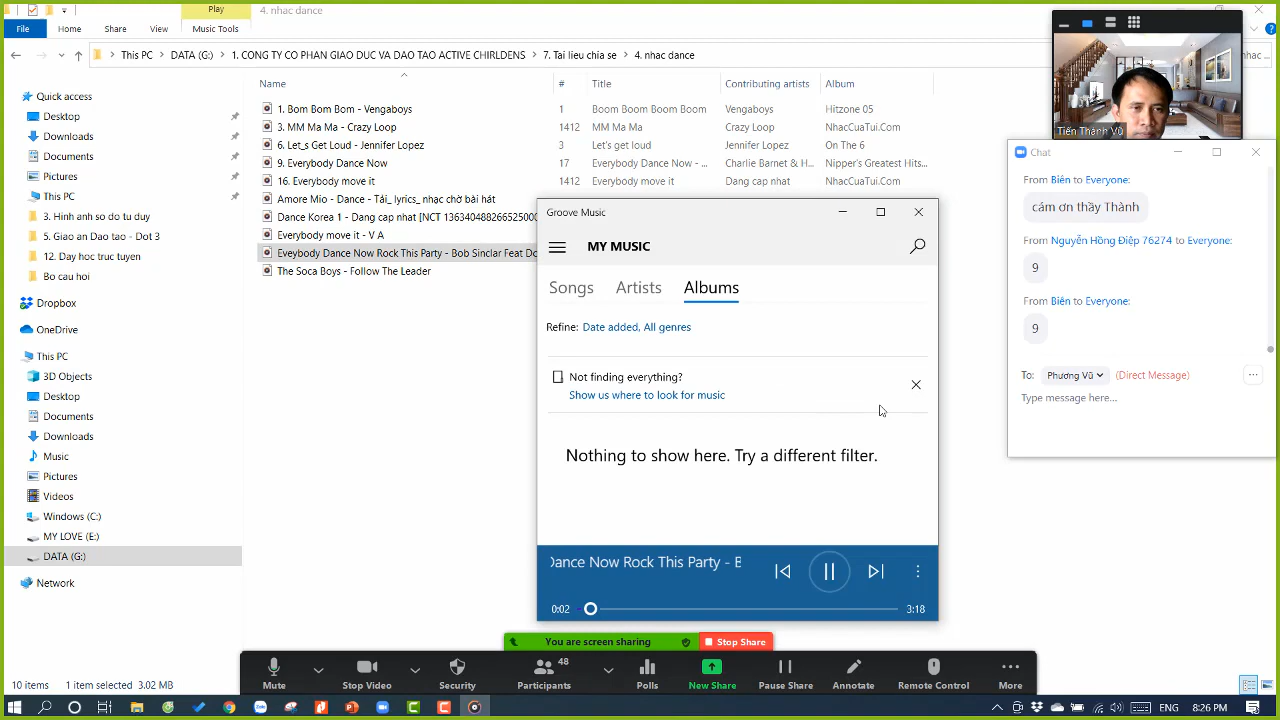 Play
4. nhac dance
File
Home
Share
View
Music Tools
This PC
DATA (G:)
1. CONG TY CO PHAN GIAO DUC VA DAO TAO ACTIVE CHIRLDENS
7. Tai lieu chia se
4. nhac dance
Name
#
Title
Contributing artists
Album
1. Bom Bom Bom - Vengaboys
1
Boom Boom Boom Boom
Vengaboys
Hitzone 05
3. MM Ma Ma - Crazy Loop
1412
MM Ma Ma
Crazy Loop
NhacCuaTui.Com
6. Let_s Get Loud - Jennifer Lopez
3
Let's get loud
Jennifer Lopez
On The 6
9. Everybody Dance Now
17
Everybody Dance Now - ...
Charlie Barnet & H...
Nipper's Greatest Hits...
16. Everybody move it
1412
Everybody move it
Dang cap nhat
NhacCuaTui.Com
Amore Mio - Dance - Tải_ lyrics_ nhạc chờ bài hát
Dance Korea 1 - Dang cap nhat [NCT 13634048826652500
Everybody move it - V A
Eveybody Dance Now Rock This Party - Bob Sinclar Feat Do
The Soca Boys - Follow The Leader
Quick access
Desktop
Downloads
Documents
Pictures
This PC
3. Hinh anh so do tu duy
5. Giao an Dao tao - Dot 3
12. Day hoc truc tuyen
Bo cau hoi
Dropbox
OneDrive
This PC
3D Objects
Desktop
Documents
Downloads
Music
Pictures
Videos
Windows (C:)
MY LOVE (E:)
DATA (G:)
Network
Groove Music
MY MUSIC
Songs
Artists
Albums
Refine: Date added, All genres
Not finding everything?
Show us where to look for music
Nothing to show here. Try a different filter.
Dance Now Rock This Party - B
0:02
3:18
Tiến Thành Vũ
Chat
From Biên to Everyone:
cám ơn thầy Thành
From Nguyễn Hồng Điệp 76274 to Everyone:
9
From Biên to Everyone:
9
To: Phương Vũ (Direct Message)
Type message here...
You are screen sharing
Stop Share
Mute
Stop Video
Security
Participants
48
Polls
New Share
Pause Share
Annotate
Remote Control
More
10 items
1 item selected 3.02 MB
ENG
8:26 PM